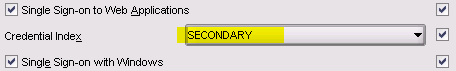 Single Sign-on to Web Applications
Credential Index SECONDARY
Single Sign-on with Windows